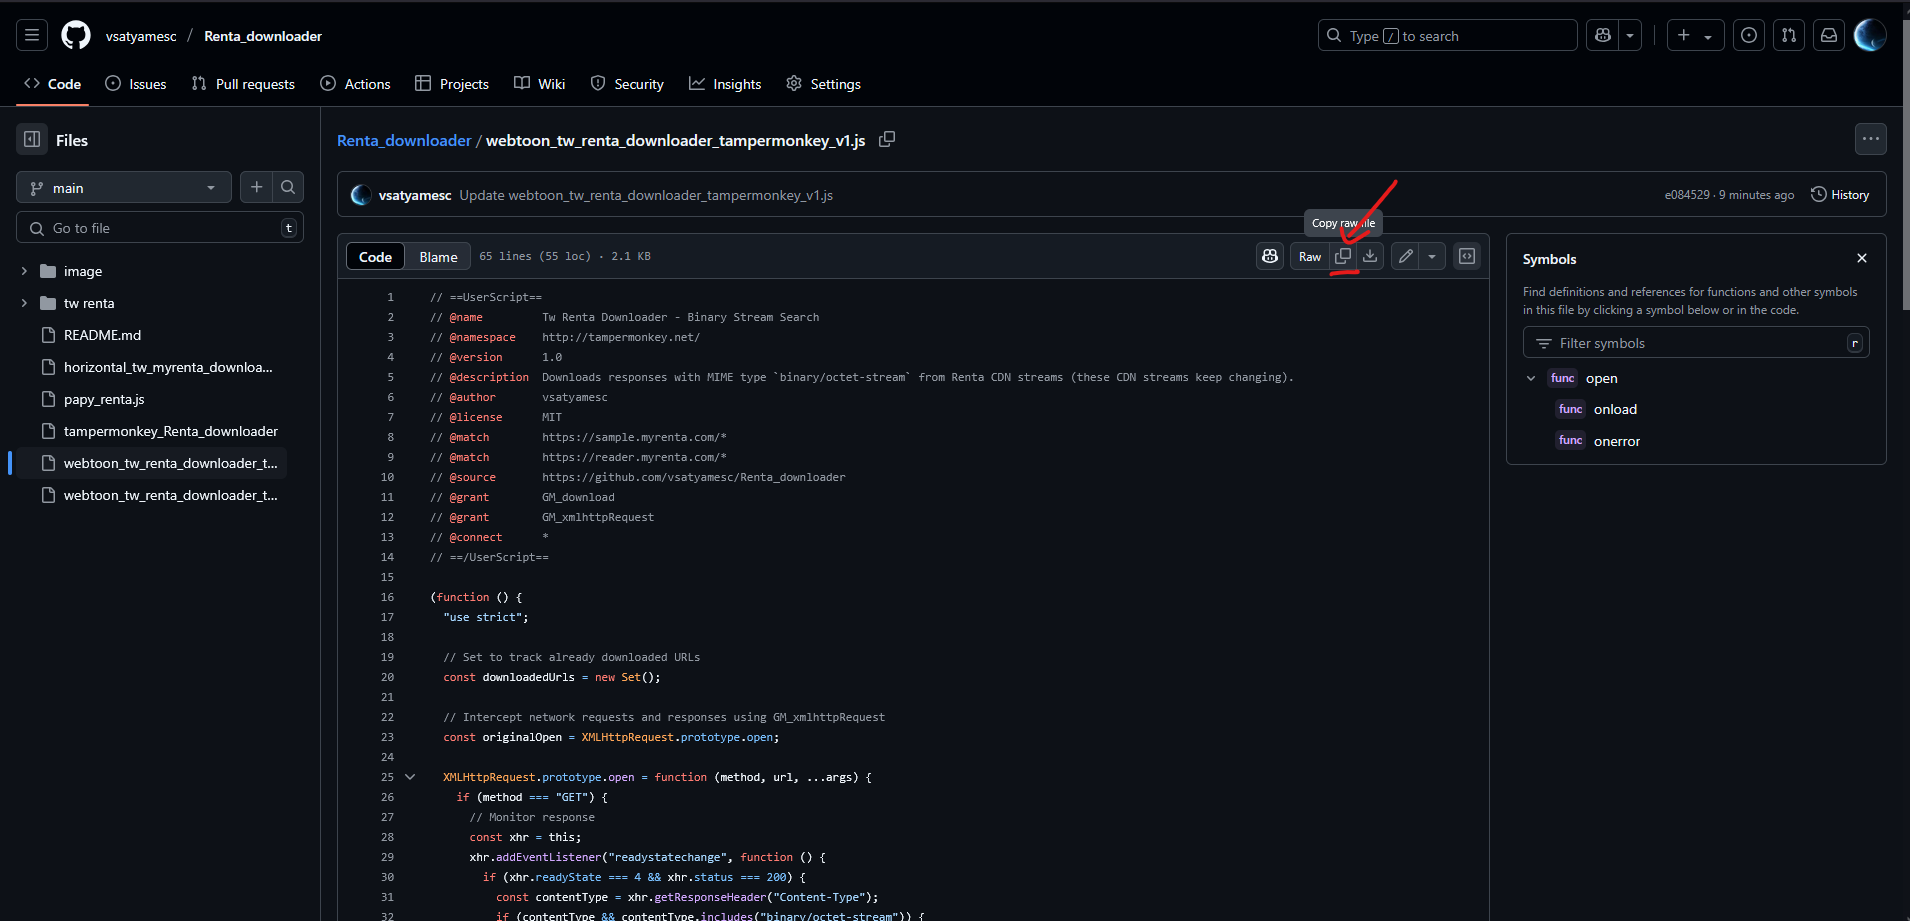 vsatyamesc / Renta_downloader
Type / to search
Code
Issues
Pull requests
Actions
Projects
Wiki
Security
Insights
Settings
Files
main
Go to file
t
image
tw renta
README.md
horizontal_tw_myrenta_downloa...
papy_renta.js
tampermonkey_Renta_downloader
webtoon_tw_renta_downloader_t...
webtoon_tw_renta_downloader_t...
Renta_downloader / webtoon_tw_renta_downloader_tampermonkey_v1.js
vsatyamesc Update webtoon_tw_renta_downloader_tampermonkey_v1.js
e084529 · 9 minutes ago
History
Copy raw file
Code
Blame
65 lines (55 loc) · 2.1 KB
Raw
1 // ==UserScript==
2 // @name Tw Renta Downloader - Binary Stream Search
3 // @namespace http://tampermonkey.net/
4 // @version 1.0
5 // @description Downloads responses with MIME type `binary/octet-stream` from Renta CDN streams (these CDN streams keep changing).
6 // @author vsatyamesc
7 // @license MIT
8 // @match https://sample.myrenta.com/*
9 // @match https://reader.myrenta.com/*
10 // @source https://github.com/vsatyamesc/Renta_downloader
11 // @grant GM_download
12 // @grant GM_xmlhttpRequest
13 // @connect *
14 // ==/UserScript==
15
16 (function () {
17 "use strict";
18
19 // Set to track already downloaded URLs
20 const downloadedUrls = new Set();
21
22 // Intercept network requests and responses using GM_xmlhttpRequest
23 const originalOpen = XMLHttpRequest.prototype.open;
24
25 XMLHttpRequest.prototype.open = function (method, url, ...args) {
26 if (method === "GET") {
27 // Monitor response
28 const xhr = this;
29 xhr.addEventListener("readystatechange", function () {
30 if (xhr.readyState === 4 && xhr.status === 200) {
31 const contentType = xhr.getResponseHeader("Content-Type");
32 if (contentType && contentType.includes("binary/octet-stream")) {
Symbols
Find definitions and references for functions and other symbols
in this file by clicking a symbol below or in the code.
Filter symbols
r
func open
func onload
func onerror